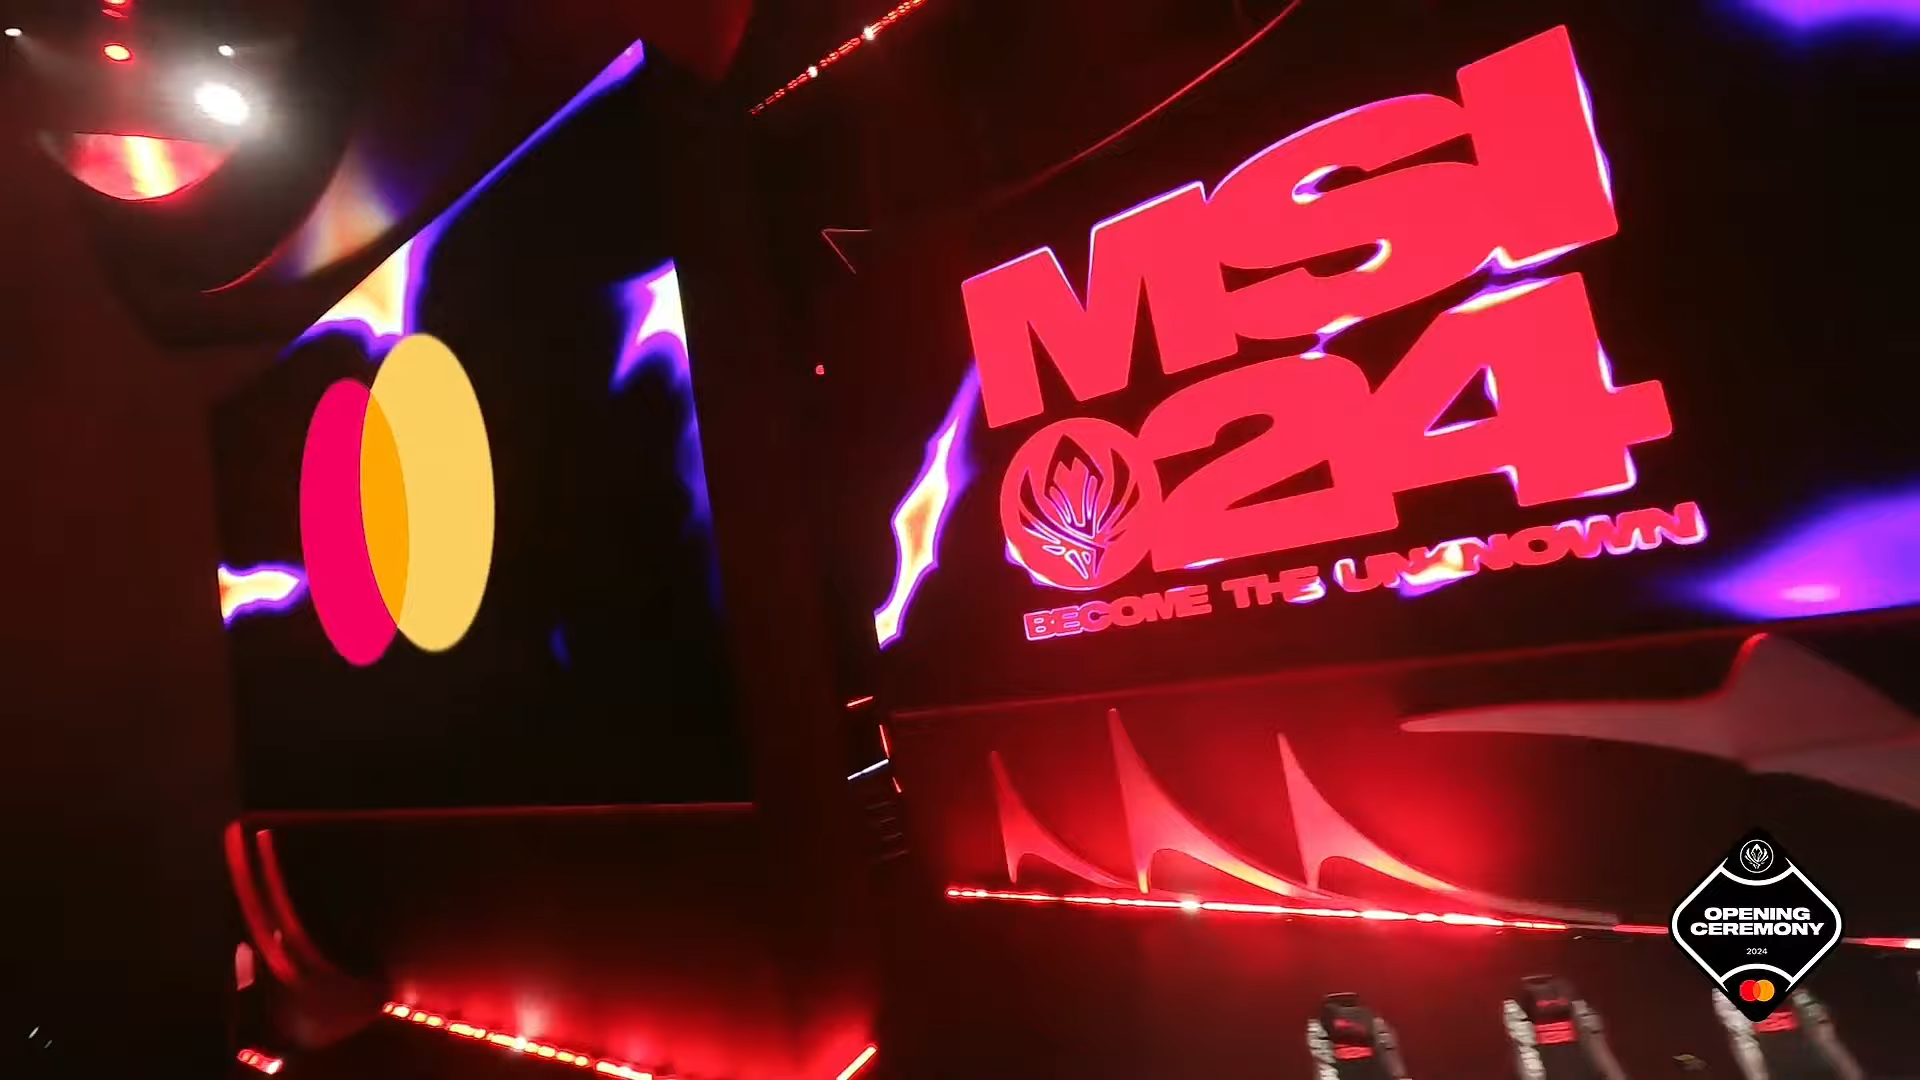 MSI
24
BECOME THE UNKNOWN
OPENING
CEREMONY
2024